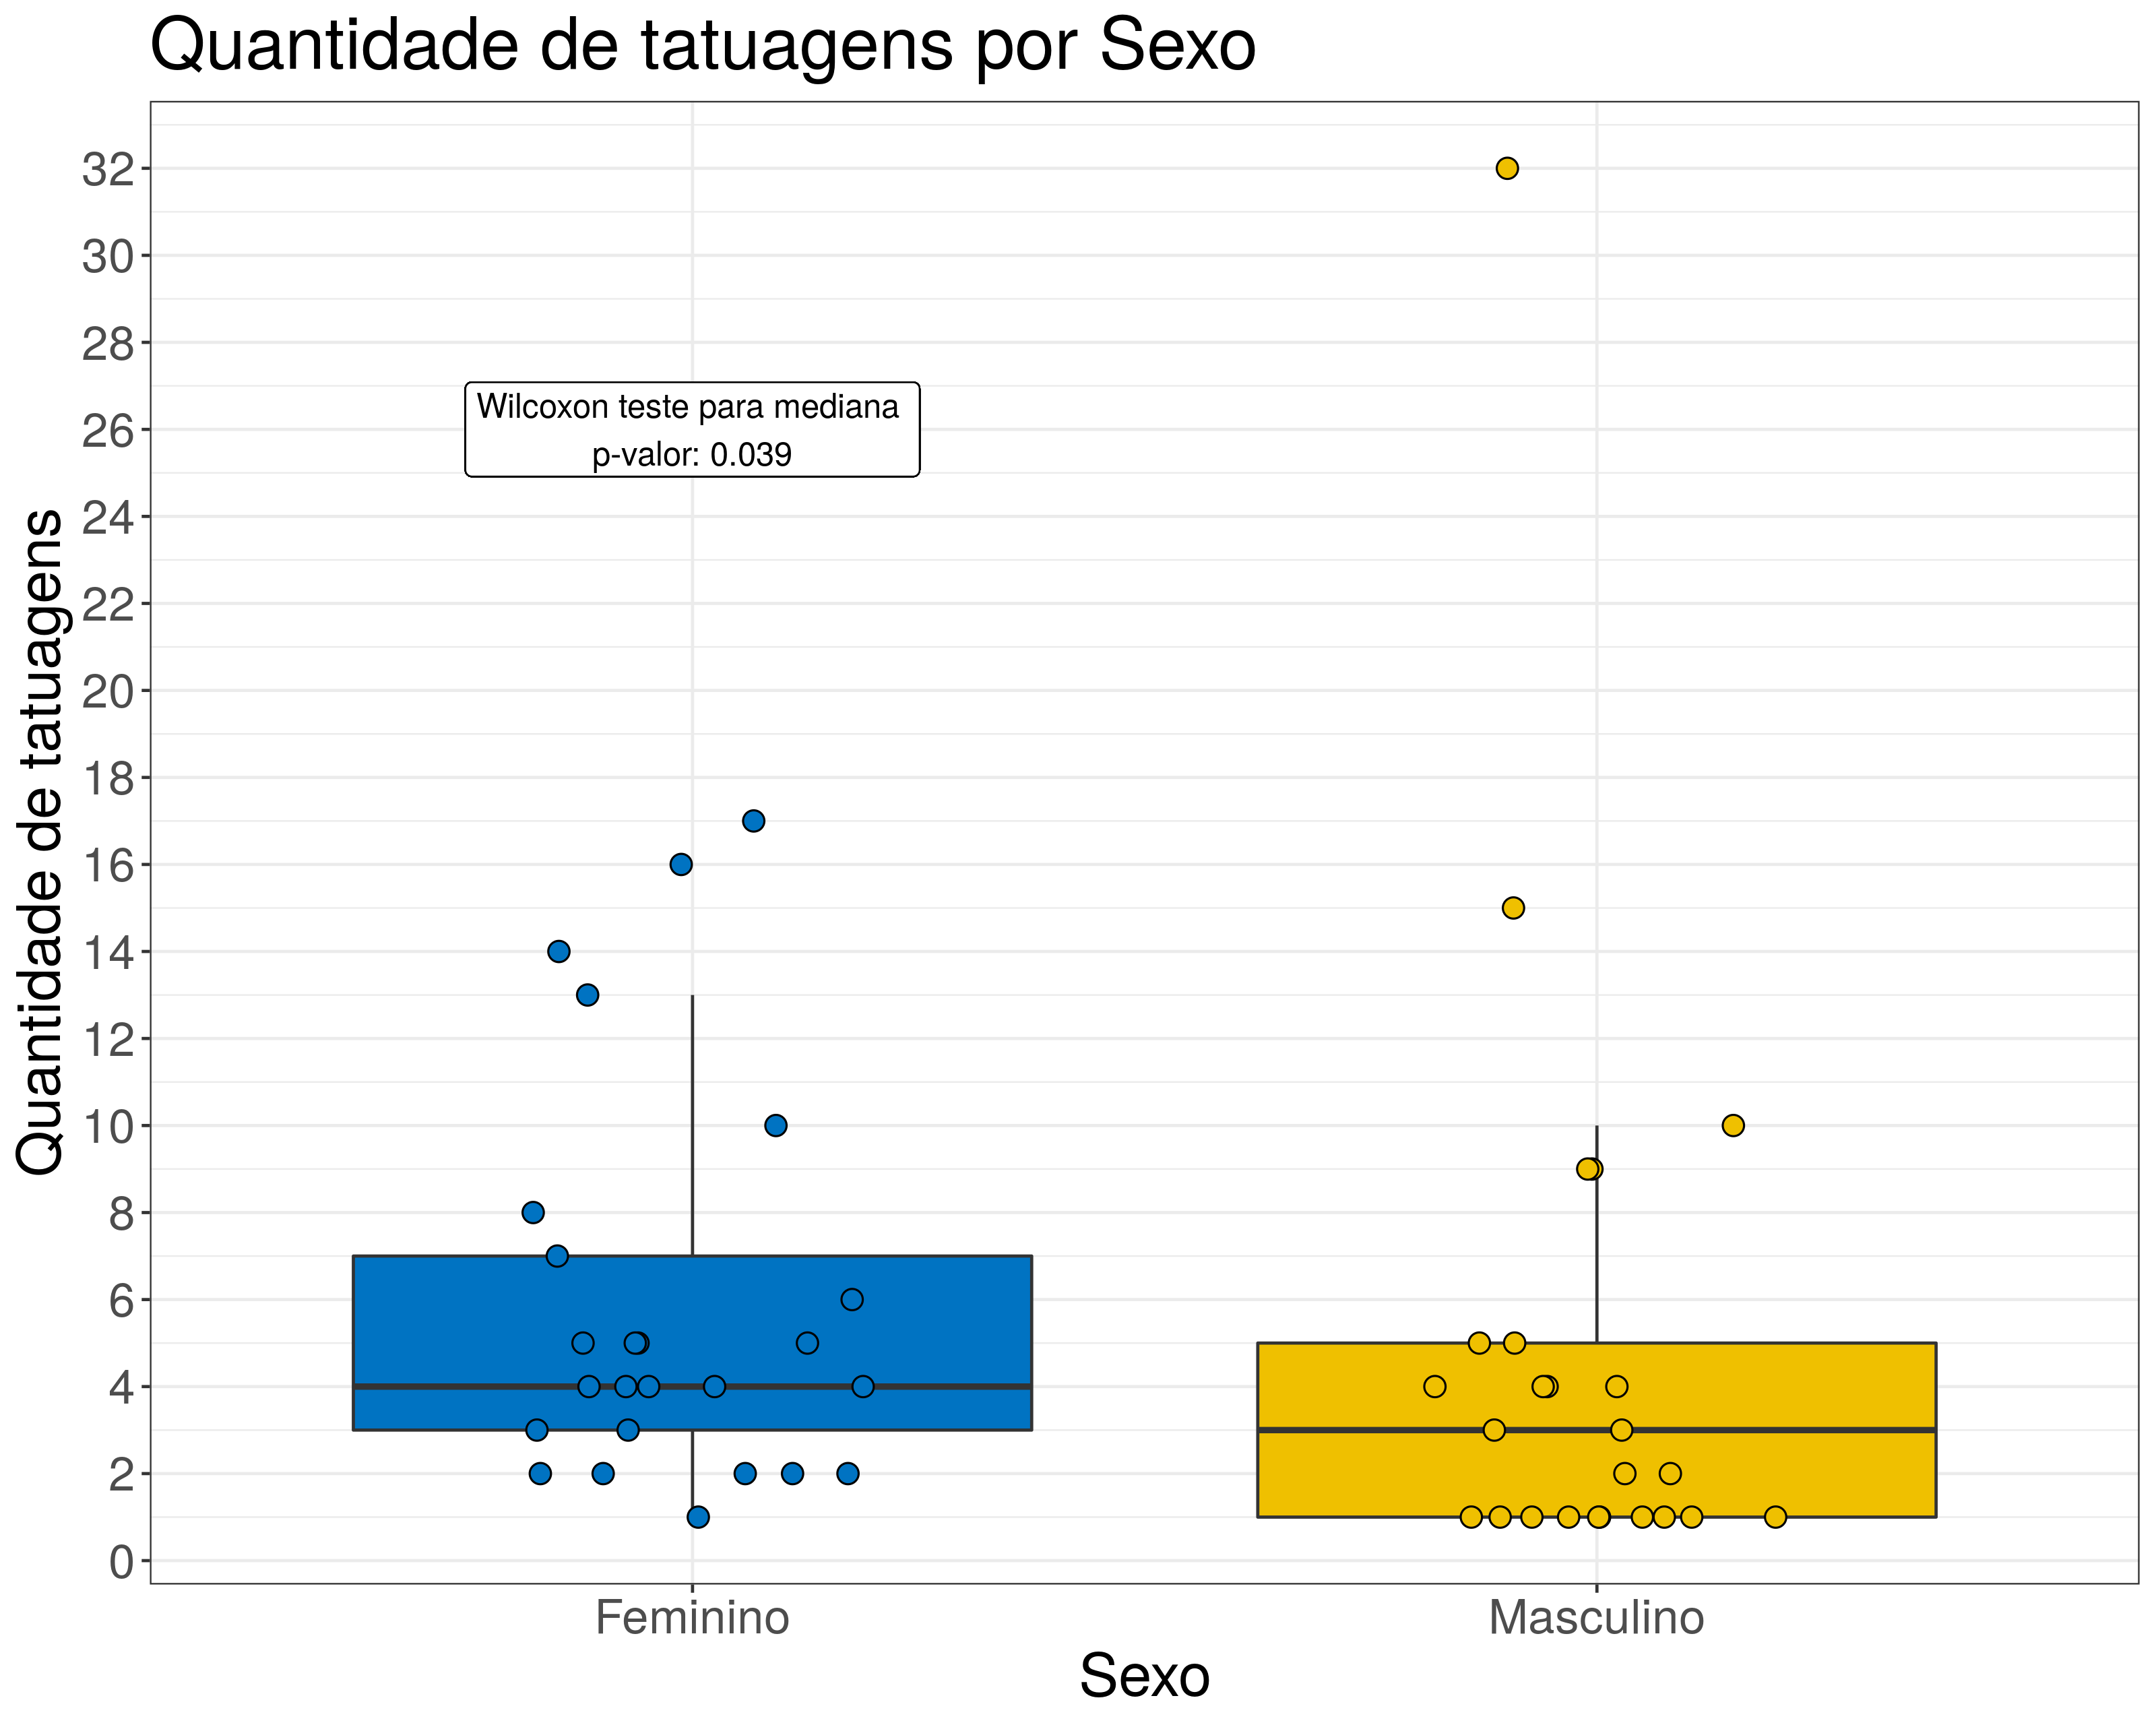 Quantidade de tatuagens por Sexo
32
30
28
26
24
22
20
18
16
14
12
10
8
6
4
2
0
Quantidade de tatuagens
Wilcoxon teste para mediana
p-valor: 0.039
Feminino
Masculino
Sexo